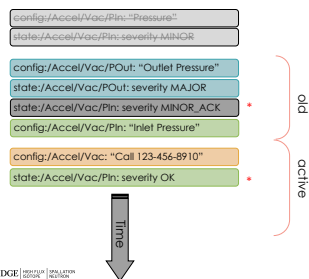 config:/Accel/Vac/PIn: "Pressure"
state:/Accel/Vac/PIn: severity MINOR
config:/Accel/Vac/POut: "Outlet Pressure"
state:/Accel/Vac/POut: severity MAJOR
state:/Accel/Vac/PIn: severity MINOR_ACK
*
config:/Accel/Vac/PIn: "Inlet Pressure"
old
config:/Accel/Vac: "Call 123-456-8910"
state:/Accel/Vac/PIn: severity OK
*
active
Time
DGE HIGH FLUX ISOTOPE SPALLATION NEUTRON